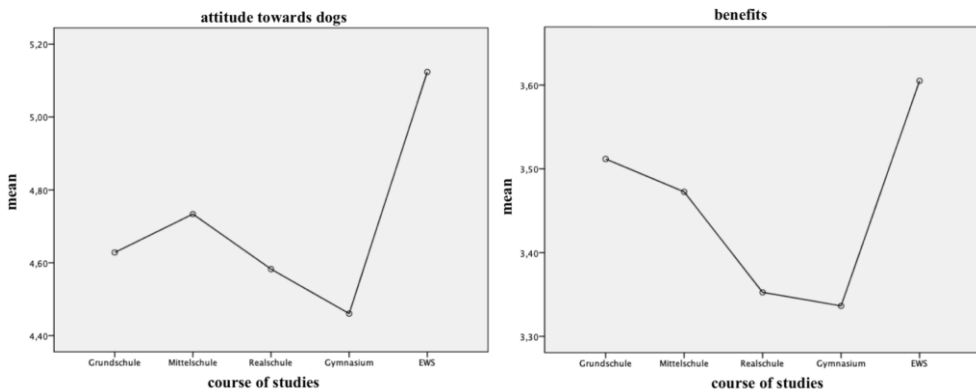 attitude towards dogs
5,20
5,00
4,80
4,60
4,40
mean
Grundschule Mittelschule Realschule Gymnasium EWS
course of studies
benefits
3,60
3,50
3,40
3,30
mean
Grundschule Mittelschule Realschule Gymnasium EWS
course of studies